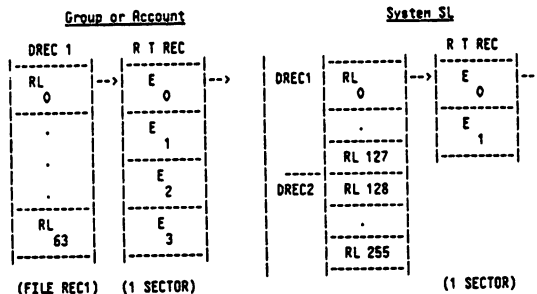 Group or Account
System SL
DREC 1
R T REC
R T REC
RL
0
E
0
DREC1
RL
0
E
0
.
E
1
.
E
1
.
RL 127
.
E
2
DREC2
RL 128
.
RL
63
E
3
RL 255
(FILE REC1)
(1 SECTOR)
(1 SECTOR)